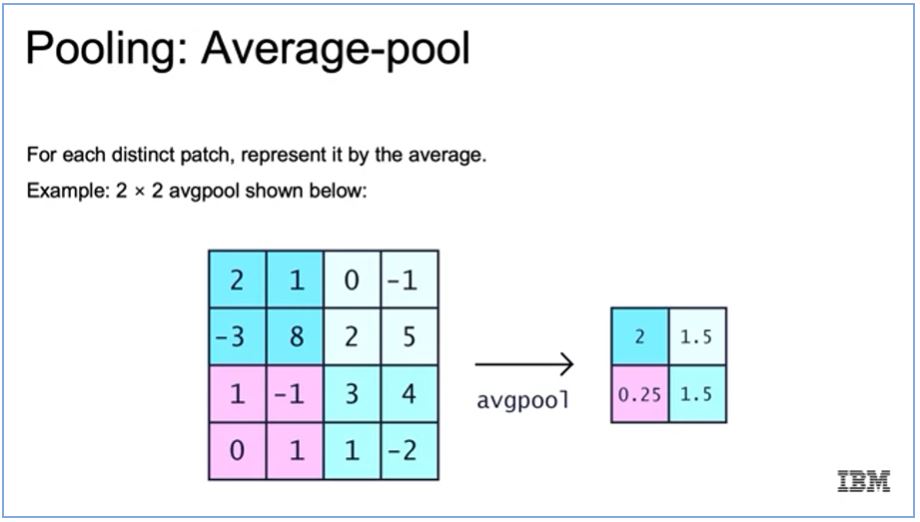 Pooling: Average-pool
For each distinct patch, represent it by the average.
Example: 2 × 2 avgpool shown below:
2 1 0 -1
-3 8 2 5
1 -1 3 4
0 1 1 -2
avgpool
2 1.5
0.25 1.5
IBM